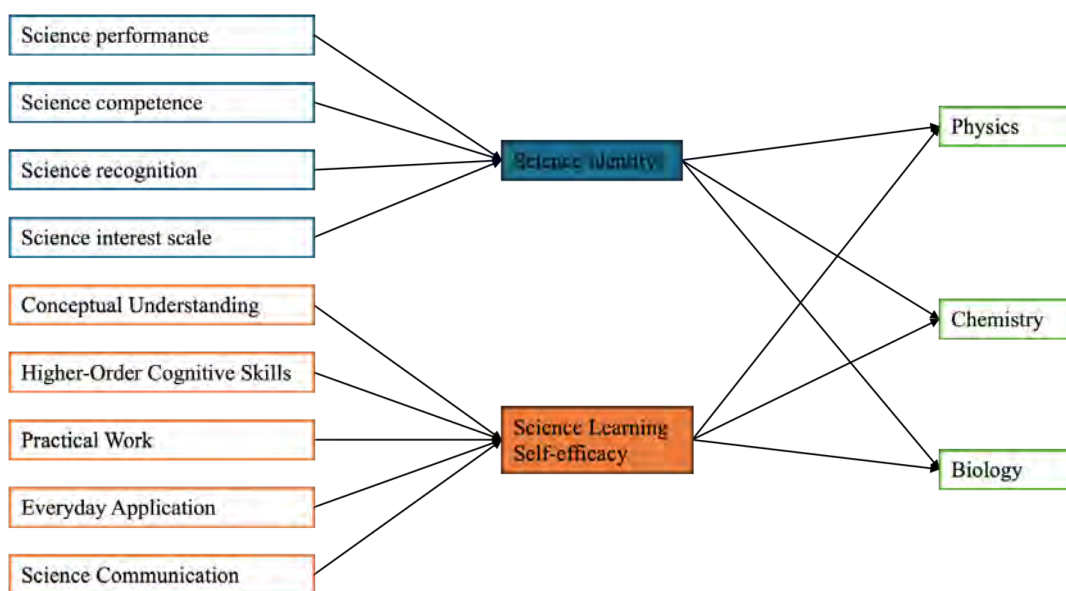 Science performance
Science competence
Science recognition
Science interest scale
Conceptual Understanding
Higher-Order Cognitive Skills
Practical Work
Everyday Application
Science Communication
Science identity
Science Learning
Self-efficacy
Physics
Chemistry
Biology